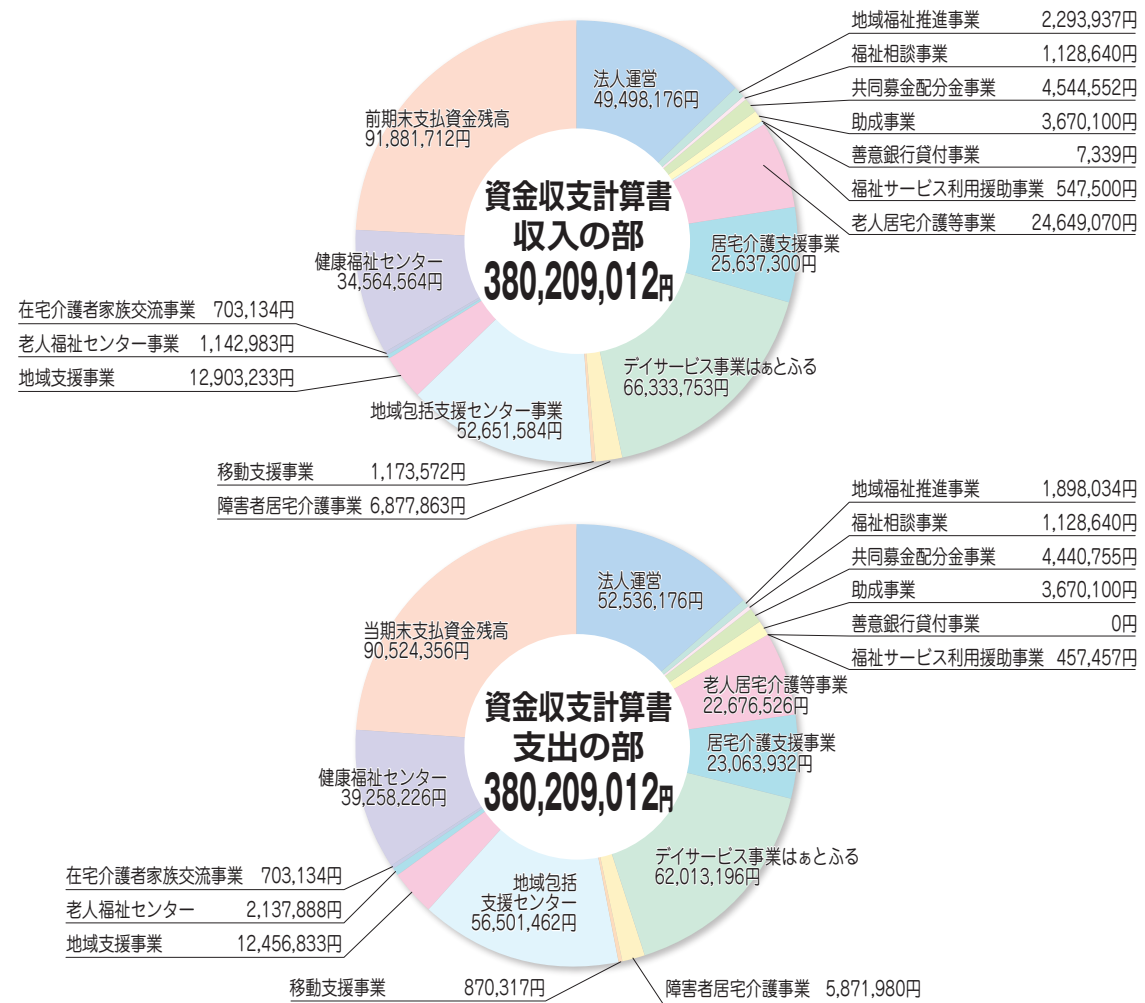 資金収支計算書
収入の部
380,209,012円
法人運営
49,498,176円
地域福祉推進事業 2,293,937円
福祉相談事業 1,128,640円
共同募金配分金事業 4,544,552円
助成事業 3,670,100円
善意銀行貸付事業 7,339円
福祉サービス利用援助事業 547,500円
老人居宅介護等事業 24,649,070円
居宅介護支援事業
25,637,300円
デイサービス事業はぁとふる
66,333,753円
障害者居宅介護事業 6,877,863円
移動支援事業 1,173,572円
地域包括支援センター事業
52,651,584円
地域支援事業 12,903,233円
老人福祉センター事業 1,142,983円
在宅介護者家族交流事業 703,134円
健康福祉センター
34,564,564円
前期末支払資金残高
91,881,712円
資金収支計算書
支出の部
380,209,012円
法人運営
52,536,176円
地域福祉推進事業 1,898,034円
福祉相談事業 1,128,640円
共同募金配分金事業 4,440,755円
助成事業 3,670,100円
善意銀行貸付事業 0円
福祉サービス利用援助事業 457,457円
老人居宅介護等事業
22,676,526円
居宅介護支援事業
23,063,932円
デイサービス事業はぁとふる
62,013,196円
障害者居宅介護事業 5,871,980円
移動支援事業 870,317円
地域包括
支援センター
56,501,462円
地域支援事業 12,456,833円
老人福祉センター 2,137,888円
在宅介護者家族交流事業 703,134円
健康福祉センター
39,258,226円
当期末支払資金残高
90,524,356円